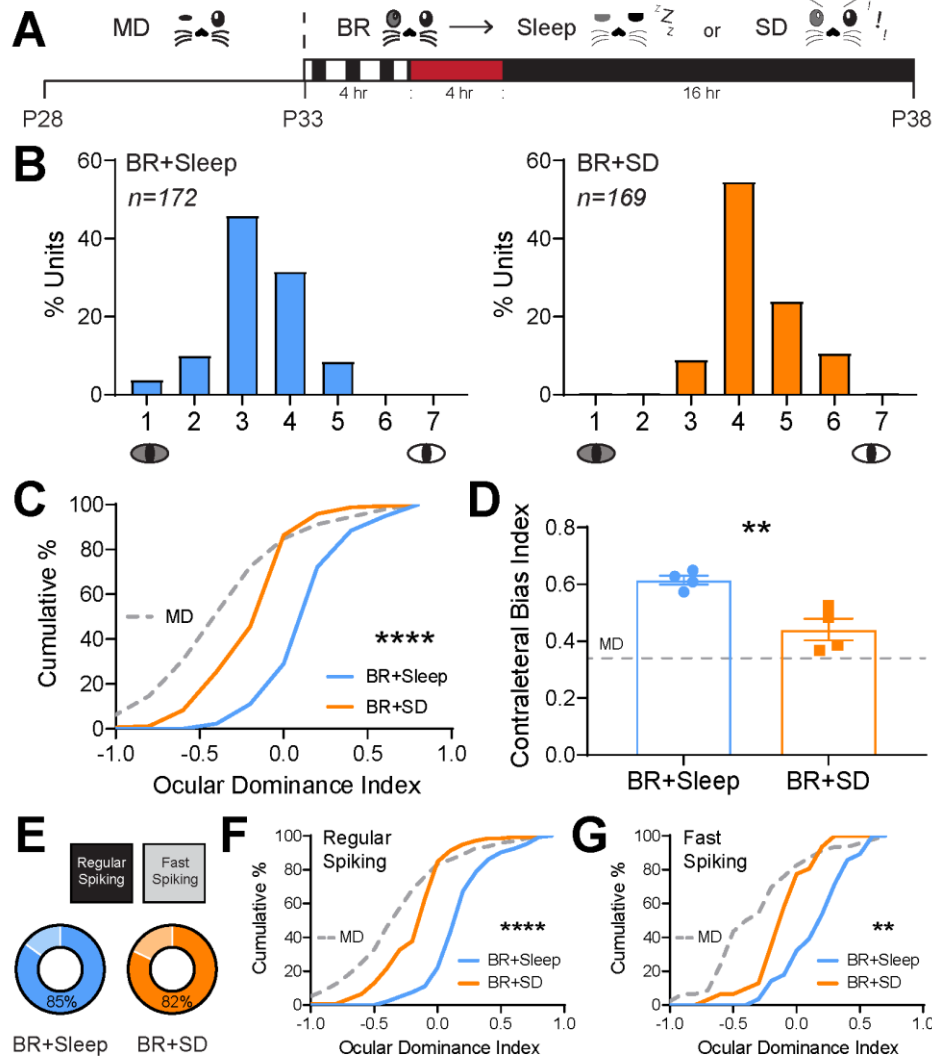 A
MD
BR
Sleep
z
Z
z
or
SD
!
!
!
4 hr
:
4 hr
:
16 hr
P28
P33
P38
B
BR+Sleep
n=172
% Units
60
40
20
0
1 2 3 4 5 6 7
BR+SD
n=169
% Units
60
40
20
0
1 2 3 4 5 6 7
C
Cumulative %
100
80
60
40
20
0
MD
****
BR+Sleep
BR+SD
-1.0 -0.5 0.0 0.5 1.0
Ocular Dominance Index
D
Contralateral Bias Index
0.8
0.6
0.4
0.2
0.0
**
MD
BR+Sleep BR+SD
E
Regular
Spiking
Fast
Spiking
85%
82%
BR+Sleep
BR+SD
F
Regular
Spiking
Cumulative %
100
80
60
40
20
0
MD
****
BR+Sleep
BR+SD
-1.0 -0.5 0.0 0.5 1.0
Ocular Dominance Index
G
Fast
Spiking
Cumulative %
100
80
60
40
20
0
MD
**
BR+Sleep
BR+SD
-1.0 -0.5 0.0 0.5 1.0
Ocular Dominance Index